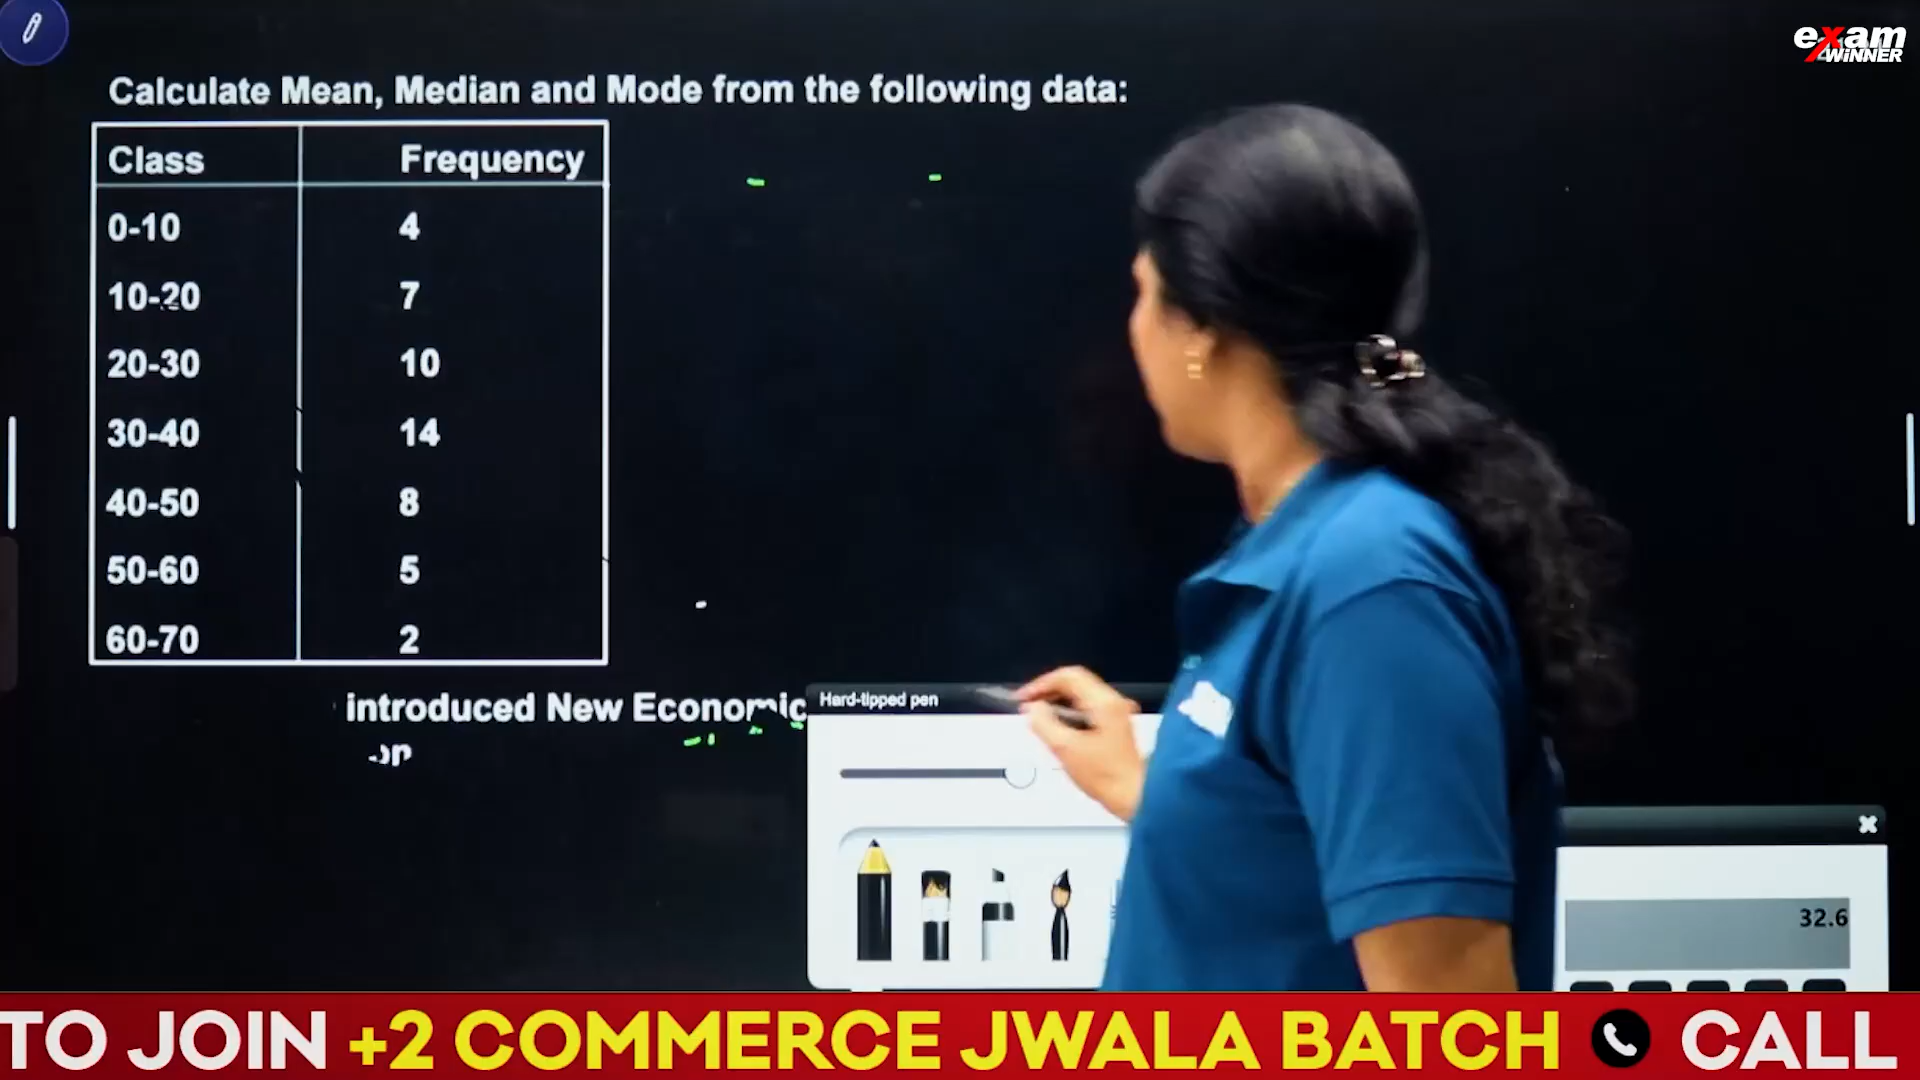 exam
WINNER
Calculate Mean, Median and Mode from the following data:
Class Frequency
0-10 4
10-20 7
20-30 10
30-40 14
40-50 8
50-60 5
60-70 2
introduced New Economic
Hard-tipped pen
32.6
TO JOIN +2 COMMERCE JWALA BATCH CALL